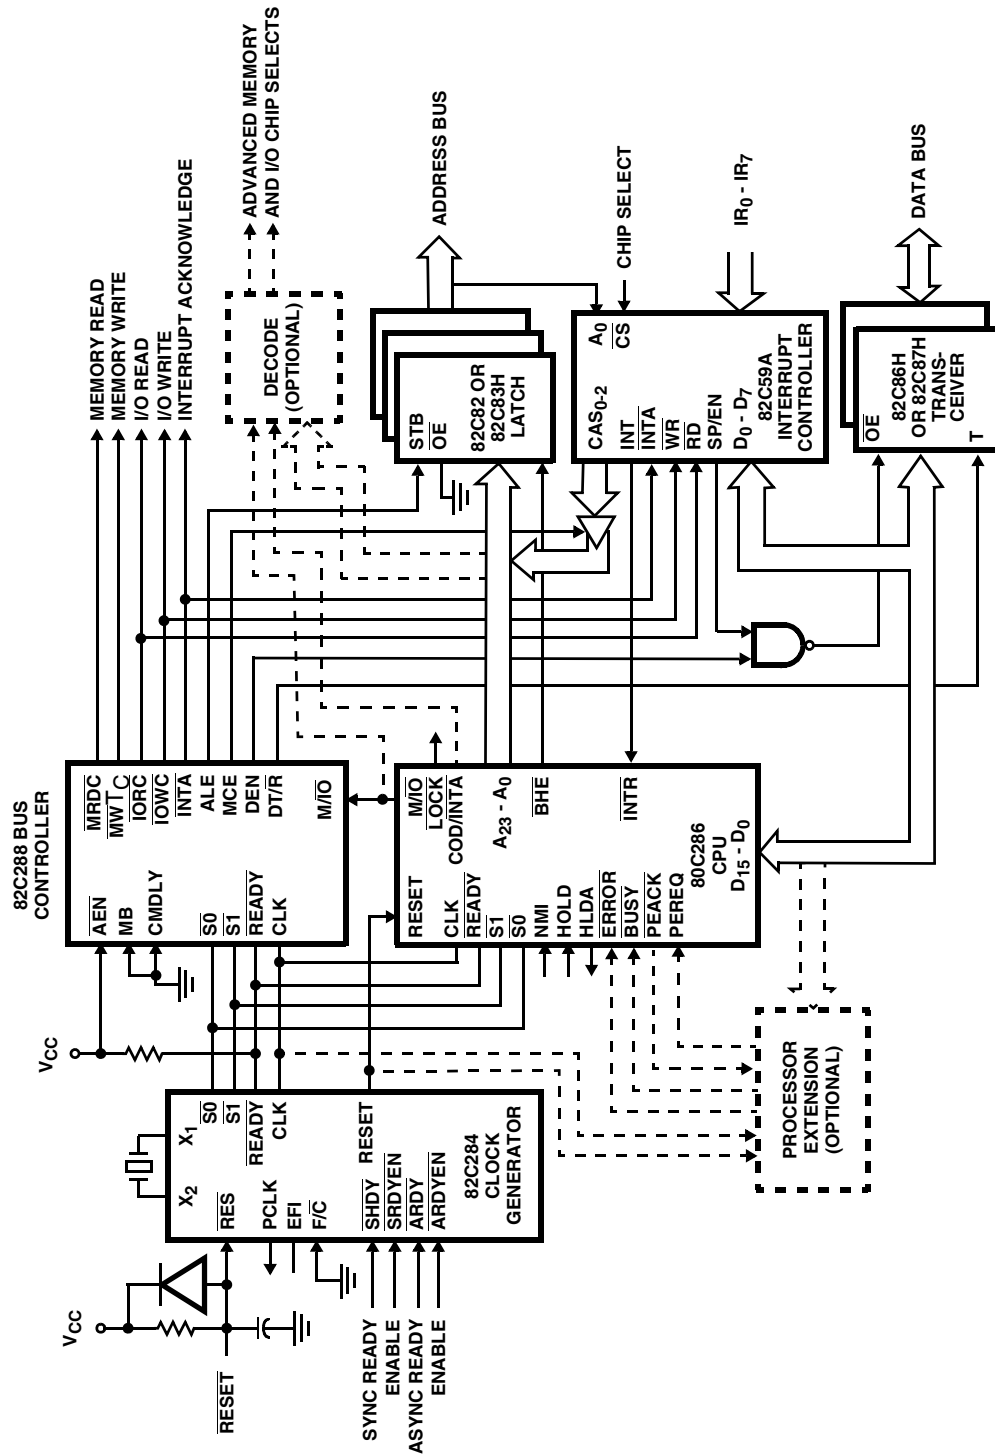 ADVANCED MEMORY
AND I/O CHIP SELECTS
MEMORY READ
MEMORY WRITE
I/O READ
I/O WRITE
INTERRUPT ACKNOWLEDGE
DECODE
(OPTIONAL)
ADDRESS BUS
STB
OE
82C82 OR
82C83H
LATCH
CHIP SELECT
IR0 - IR7
A0
CS
CAS0-2
INT
INTA
WR
RD
SP/EN
D0 - D7
82C59A
INTERRUPT
CONTROLLER
DATA BUS
OE
82C86H
OR 82C87H
TRANS-
CEIVER
T
82C288 BUS
CONTROLLER
MRDC
MWTC
IORC
IOWC
INTA
ALE
MCE
DEN
DT/R
M/IO
AEN
MB
CMDLY
S0
S1
READY
CLK
M/IO
LOCK
COD/INTA
A23 - A0
BHE
INTR
80C286
CPU
D15 - D0
RESET
CLK
READY
S1
S0
NMI
HOLD
HLDA
ERROR
BUSY
PEACK
PEREQ
VCC
X1
X2
S0
S1
READY
CLK
RESET
82C284
CLOCK
GENERATOR
RES
PCLK
EFI
F/C
SHDY
SRDYEN
ARDY
ARDYEN
PROCESSOR
EXTENSION
(OPTIONAL)
VCC
RESET
SYNC READY
ENABLE
ASYNC READY
ENABLE